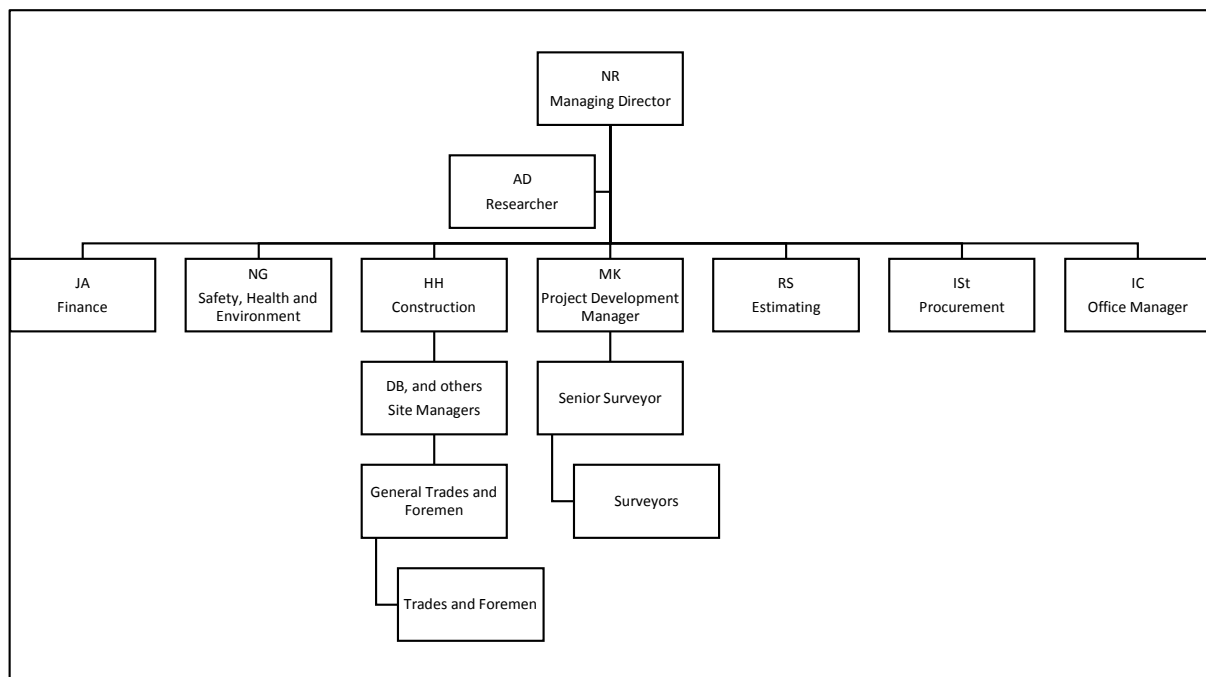 NR
Managing Director
AD
Researcher
JA
Finance
NG
Safety, Health and
Environment
HH
Construction
MK
Project Development
Manager
RS
Estimating
ISt
Procurement
IC
Office Manager
DB, and others
Site Managers
Senior Surveyor
General Trades and
Foremen
Surveyors
Trades and Foremen